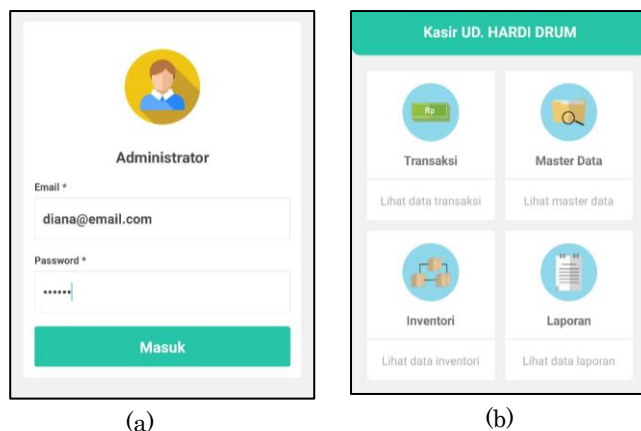 Administrator
Email *
diana@email.com
Password *
••••••
Masuk
(a)
Kasir UD. HARDI DRUM
Rp
Transaksi
Lihat data transaksi
Master Data
Lihat master data
Inventori
Lihat data inventori
Laporan
Lihat data laporan
(b)